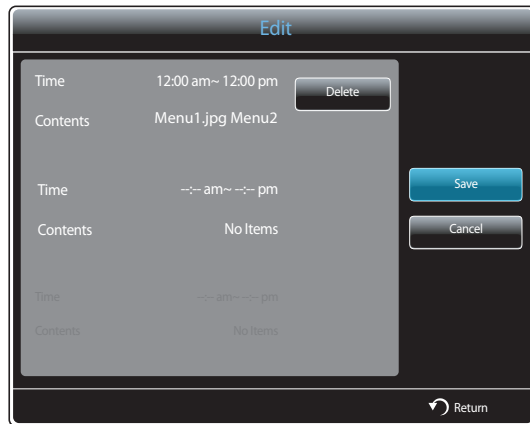 Edit
Time 12:00 am~ 12:00 pm
Delete
Contents Menu1.jpg Menu2
Time --:-- am~ --:-- pm
Save
Contents No Items
Cancel
Time --:-- am~ --:-- pm
Contents No Items
Return